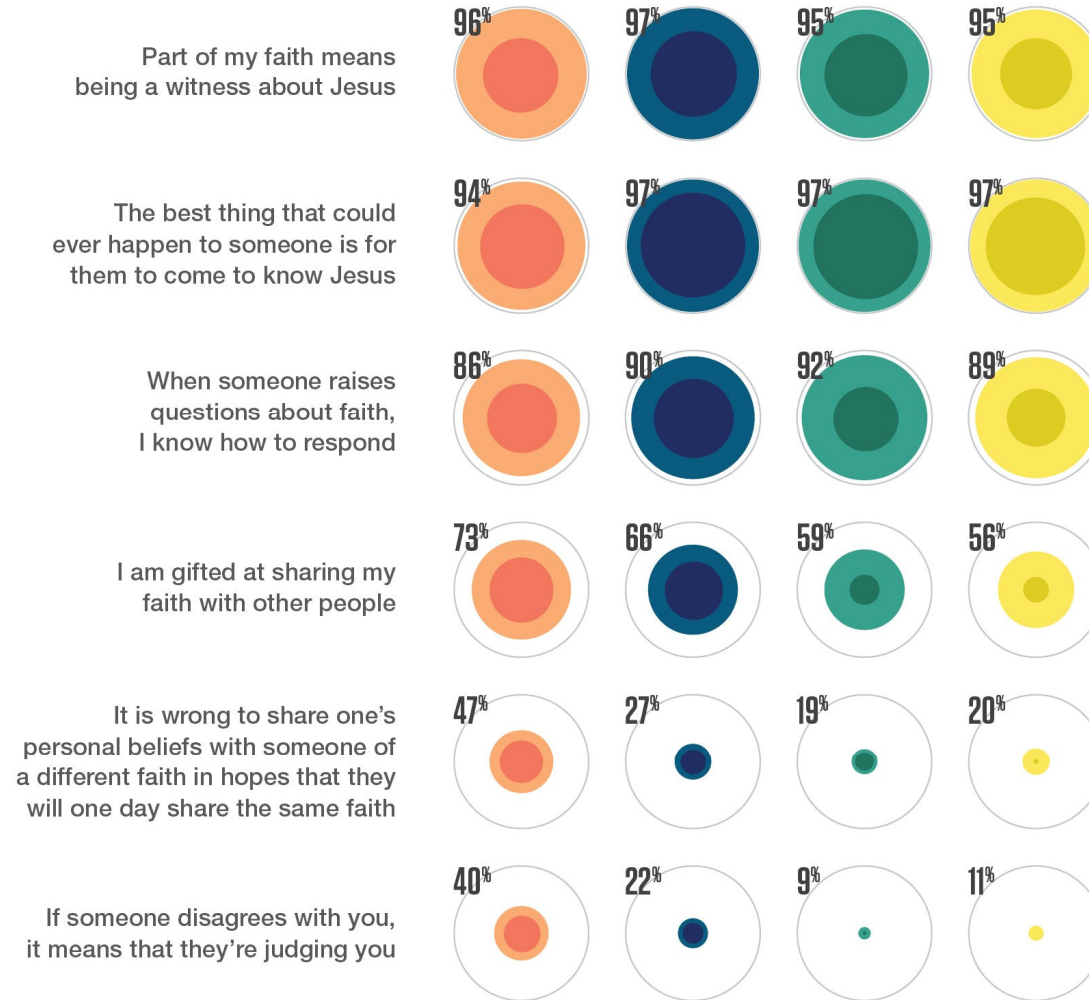 96% 97% 95% 95%
Part of my faith means
being a witness about Jesus
94% 97% 97% 97%
The best thing that could
ever happen to someone is for
them to come to know Jesus
86% 90% 92% 89%
When someone raises
questions about faith,
I know how to respond
73% 66% 59% 56%
I am gifted at sharing my
faith with other people
47% 27% 19% 20%
It is wrong to share one’s
personal beliefs with someone of
a different faith in hopes that they
will one day share the same faith
40% 22% 9% 11%
If someone disagrees with you,
it means that they’re judging you